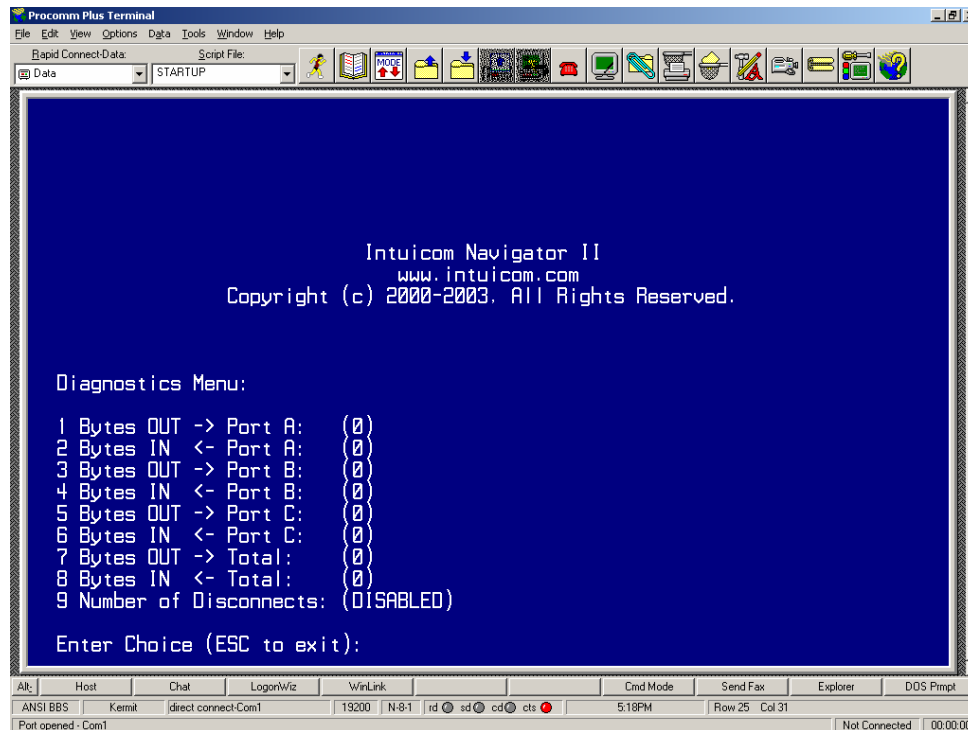 Procomm Plus Terminal
File Edit View Options Data Tools Window Help
Rapid Connect-Data: Script File:
Data STARTUP MODE
Intuicom Navigator II
www.intuicom.com
Copyright (c) 2000-2003, All Rights Reserved.
Diagnostics Menu:
1 Bytes OUT -> Port A: (0)
2 Bytes IN <- Port A: (0)
3 Bytes OUT -> Port B: (0)
4 Bytes IN <- Port B: (0)
5 Bytes OUT -> Port C: (0)
6 Bytes IN <- Port C: (0)
7 Bytes OUT -> Total: (0)
8 Bytes IN <- Total: (0)
9 Number of Disconnects: (DISABLED)
Enter Choice (ESC to exit):
Alt- Host Chat LogonWiz WinLink Cmd Mode Send Fax Explorer DOS Prmpt
ANSI BBS Kermit direct connect-Com1 19200 N-8-1 rd sd cd cts 5:18PM Row 25 Col 31
Port opened - Com1 Not Connected 00:00:00